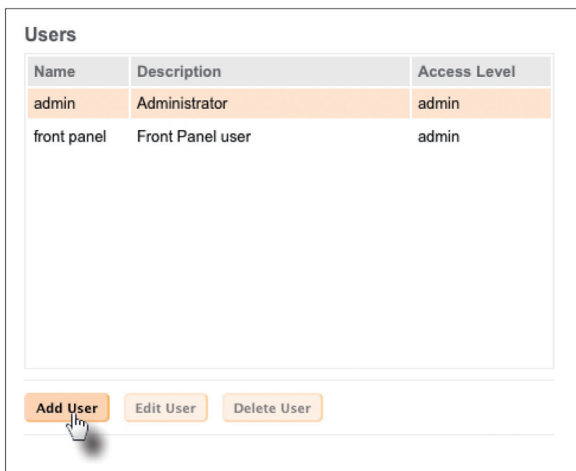 Users
Name Description Access Level
admin Administrator admin
front panel Front Panel user admin
Add User Edit User Delete User